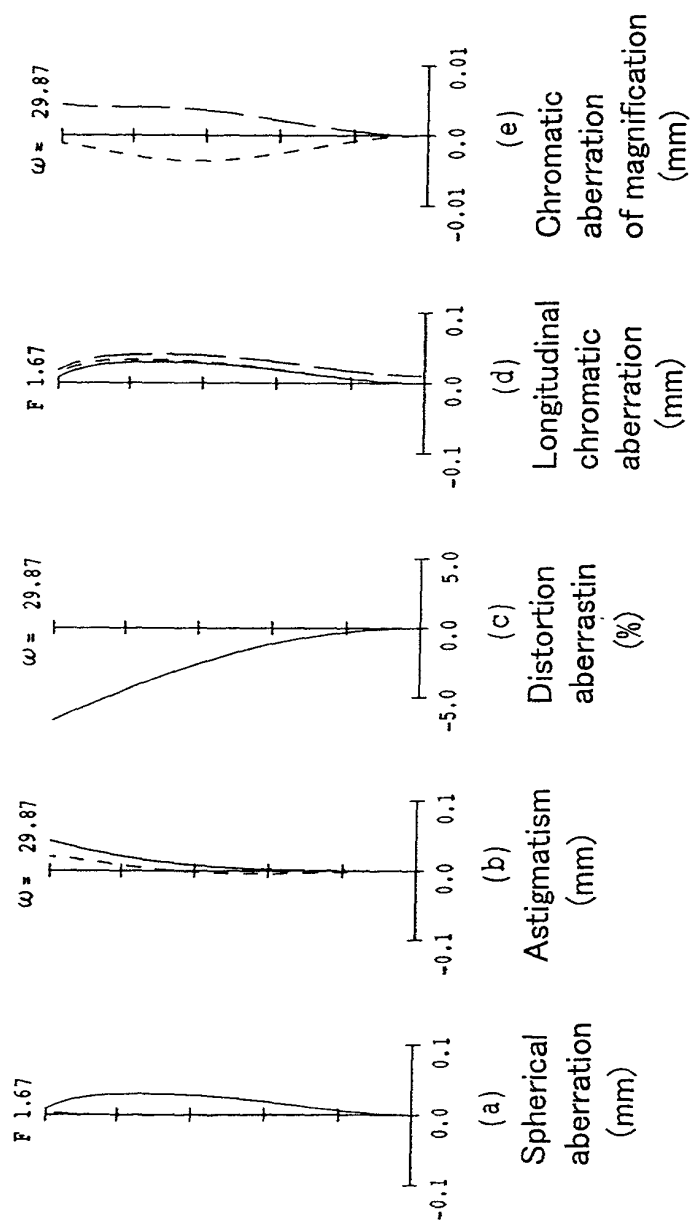 F 1.67
-0.1 0.0 0.1
(a)
Spherical
aberration
(mm)
ω = 29.87
-0.1 0.0 0.1
(b)
Astigmatism
(mm)
ω = 29.87
-5.0 0.0 5.0
(c)
Distortion
aberrastin
(%)
F 1.67
-0.1 0.0 0.1
(d)
Longitudinal
chromatic
aberration
(mm)
ω = 29.87
-0.01 0.0 0.01
(e)
Chromatic
aberration
of magnification
(mm)